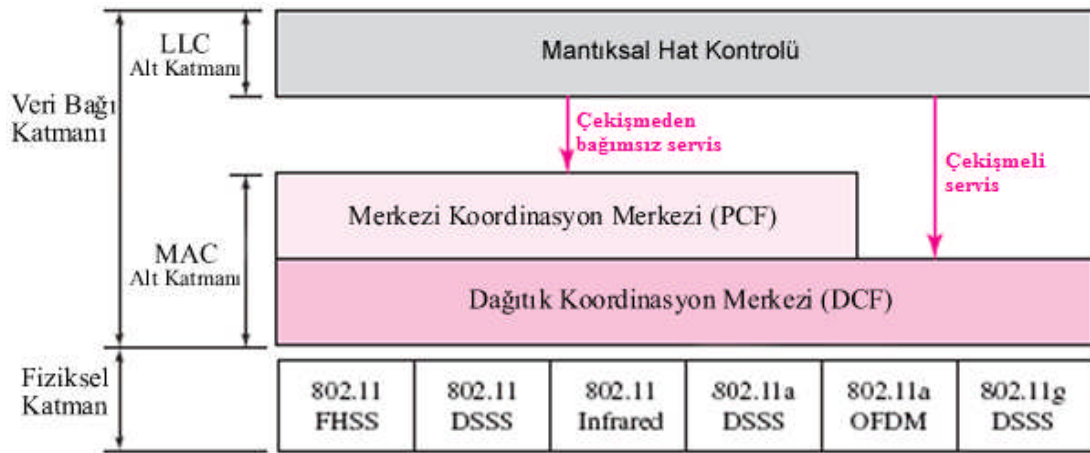 LLC
Alt Katmanı
Mantıksal Hat Kontrolü
Veri Bağı
Katmanı
Çekişmeden
bağımsız servis
Çekişmeli
servis
Merkezi Koordinasyon Merkezi (PCF)
MAC
Alt Katmanı
Dağıtık Koordinasyon Merkezi (DCF)
Fiziksel
Katman
802.11
FHSS
802.11
DSSS
802.11
Infrared
802.11a
DSSS
802.11a
OFDM
802.11g
DSSS